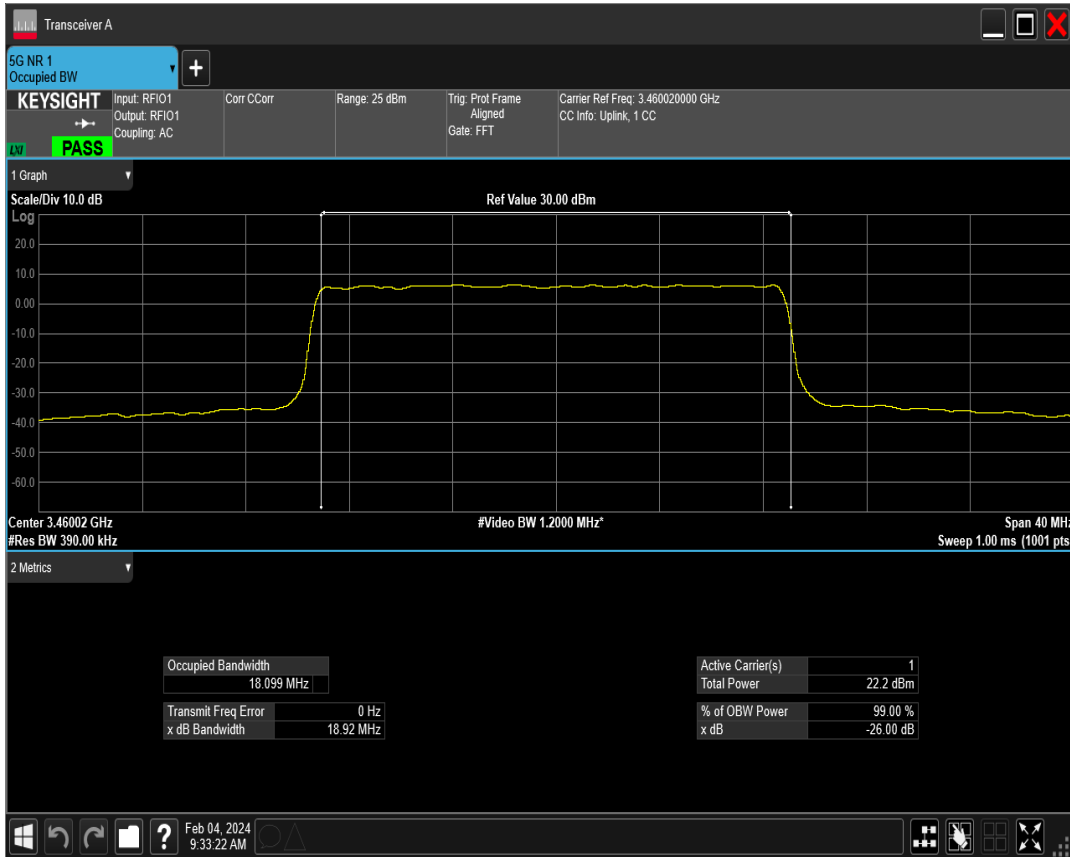 Transceiver A
5G NR 1
Occupied BW
+
KEYSIGHT
LXI
PASS
Input: RFIO1
Output: RFIO1
Coupling: AC
Corr CCorr
Range: 25 dBm
Trig: Prot Frame
Aligned
Gate: FFT
Carrier Ref Freq: 3.460020000 GHz
CC Info: Uplink, 1 CC
1 Graph
Scale/Div 10.0 dB
Ref Value 30.00 dBm
Log
20.0
10.0
0.00
-10.0
-20.0
-30.0
-40.0
-50.0
-60.0
Center 3.46002 GHz
#Video BW 1.2000 MHz*
Span 40 MHz
#Res BW 390.00 kHz
Sweep 1.00 ms (1001 pts
2 Metrics
Occupied Bandwidth
18.099 MHz
Transmit Freq Error 0 Hz
x dB Bandwidth 18.92 MHz
Active Carrier(s) 1
Total Power 22.2 dBm
% of OBW Power 99.00 %
x dB -26.00 dB
?
Feb 04, 2024
9:33:22 AM